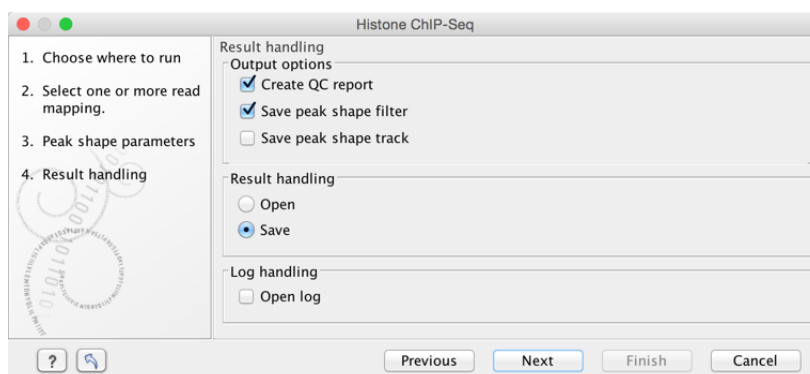 Histone ChIP-Seq
1. Choose where to run
2. Select one or more read
mapping.
3. Peak shape parameters
4. Result handling
Result handling
Output options
Create QC report
Save peak shape filter
Save peak shape track
Result handling
Open
Save
Log handling
Open log
?
Previous
Next
Finish
Cancel